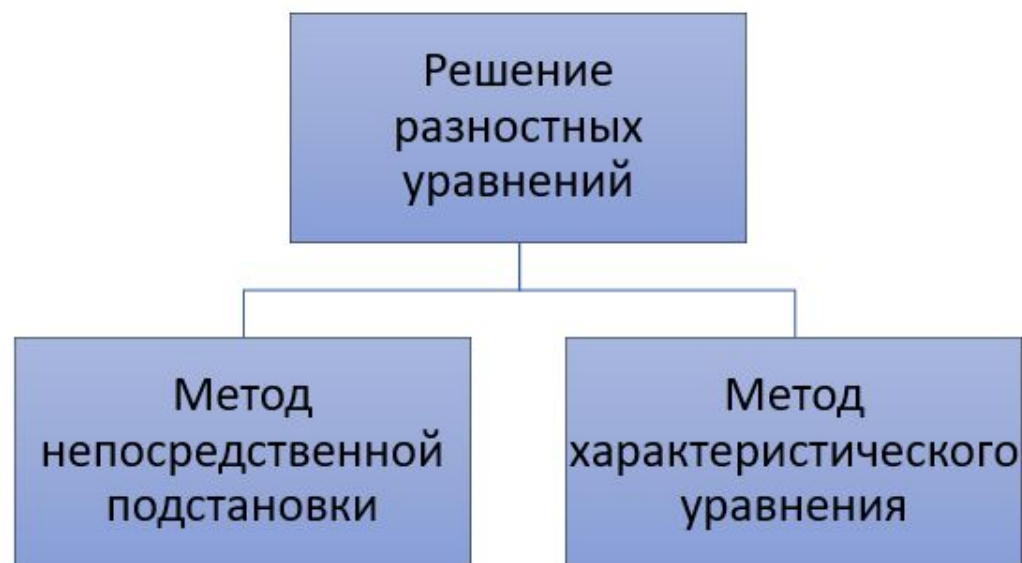 Решение
разностных
уравнений
Метод
непосредственной
подстановки
Метод
характеристического
уравнения